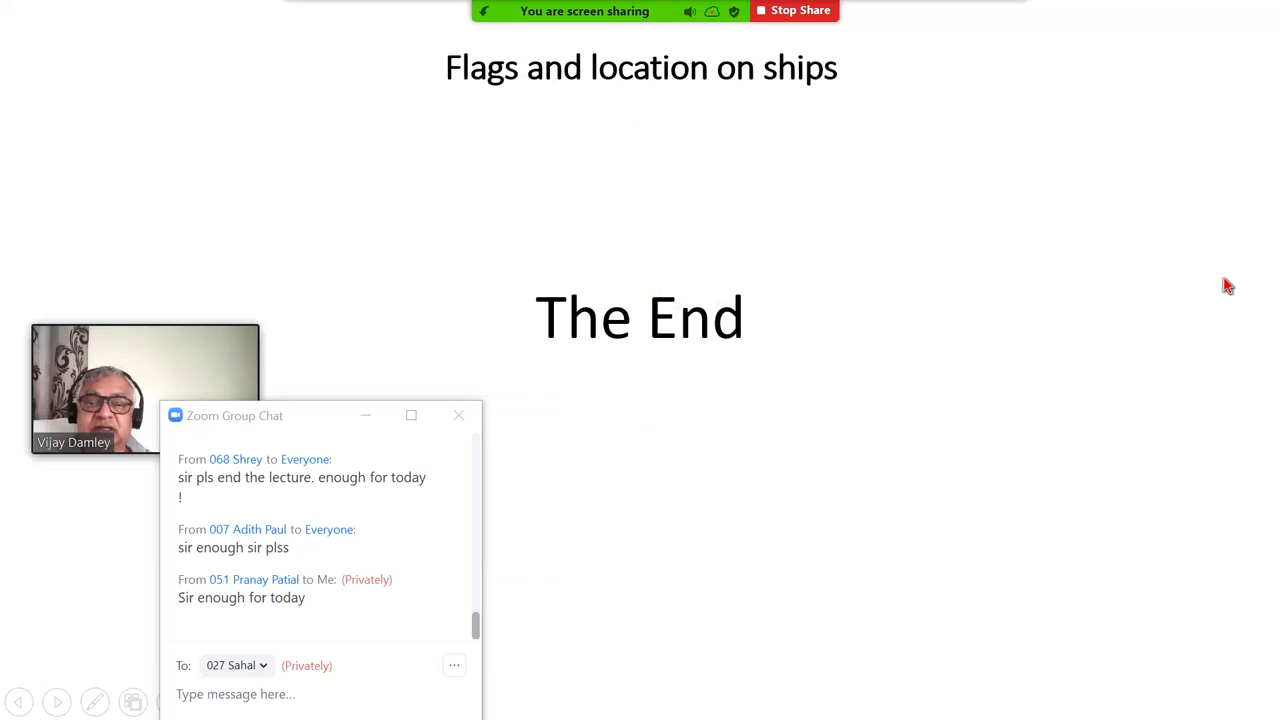 You are screen sharing
Stop Share
Flags and location on ships
The End
Vijay Damley
Zoom Group Chat
From 068 Shrey to Everyone:
sir pls end the lecture. enough for today
!
From 007 Adith Paul to Everyone:
sir enough sir plss
From 051 Pranay Patial to Me: (Privately)
Sir enough for today
To: 027 Sahal (Privately)
Type message here...